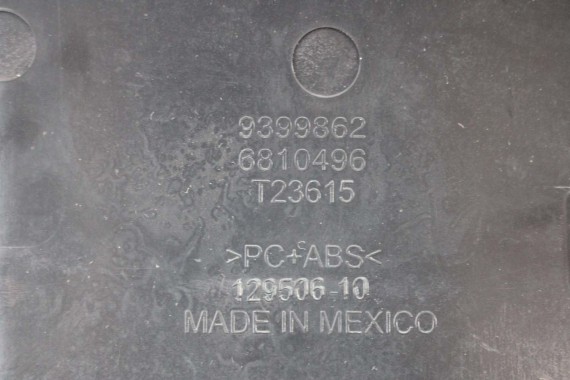 9399862
6810496
T23615
>PC+ABS<
129506-10
MADE IN MEXICO